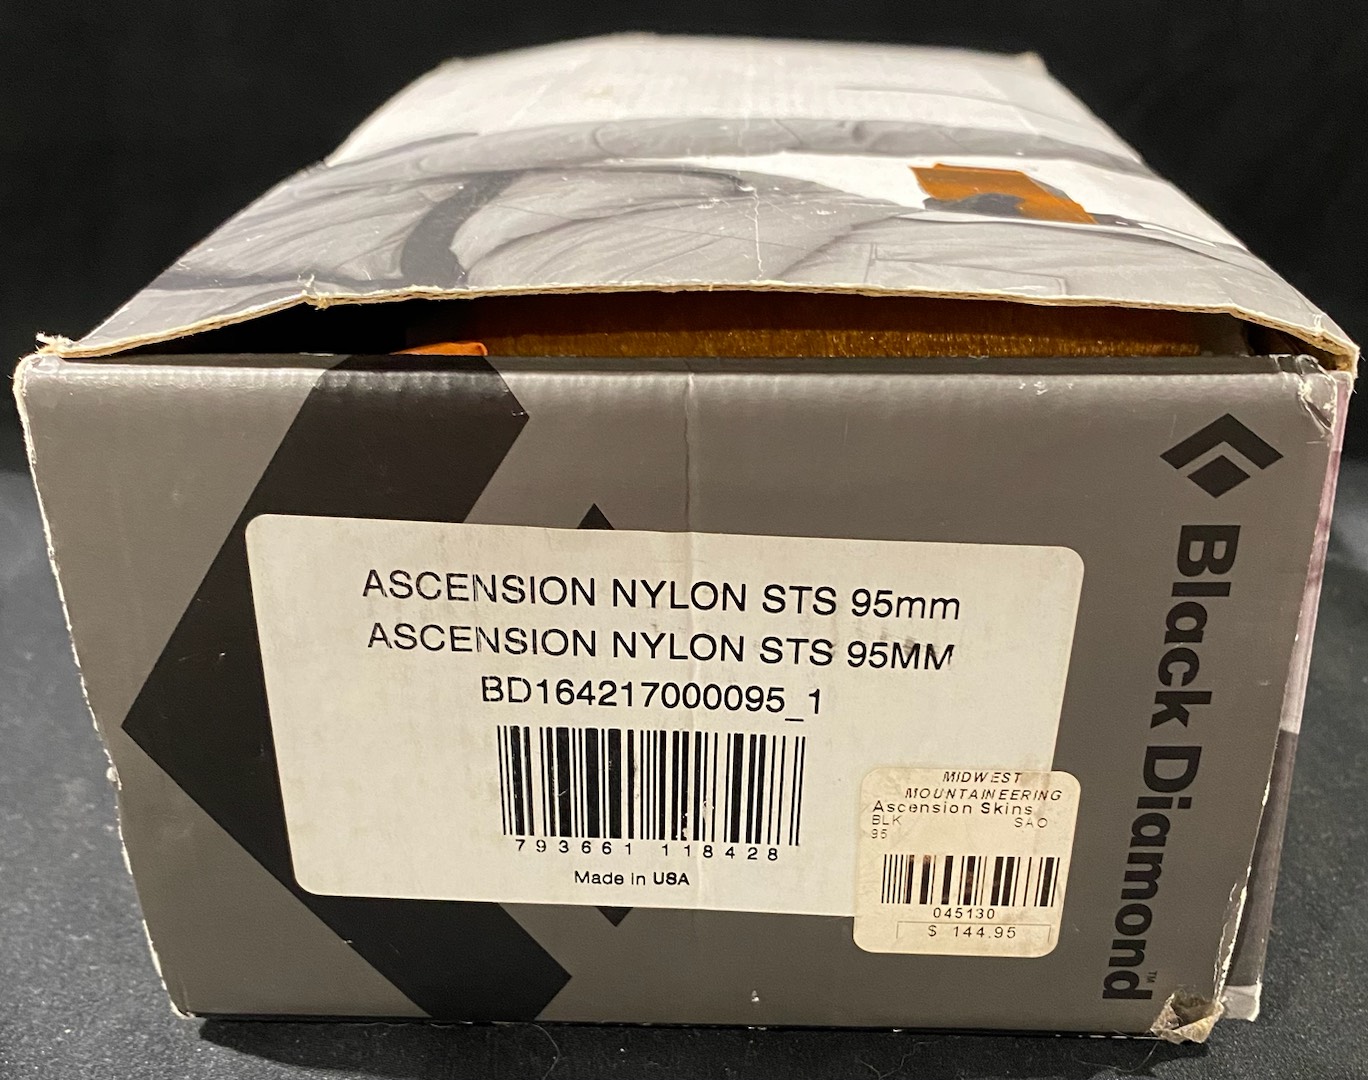 ASCENSION NYLON STS 95mm
ASCENSION NYLON STS 95MM
BD164217000095_1
793661 118428
Made in USA
MIDWEST
MOUNTAINEERING
Ascension Skins
BLK SAO
95
045130
$ 144.95
Black Diamond™